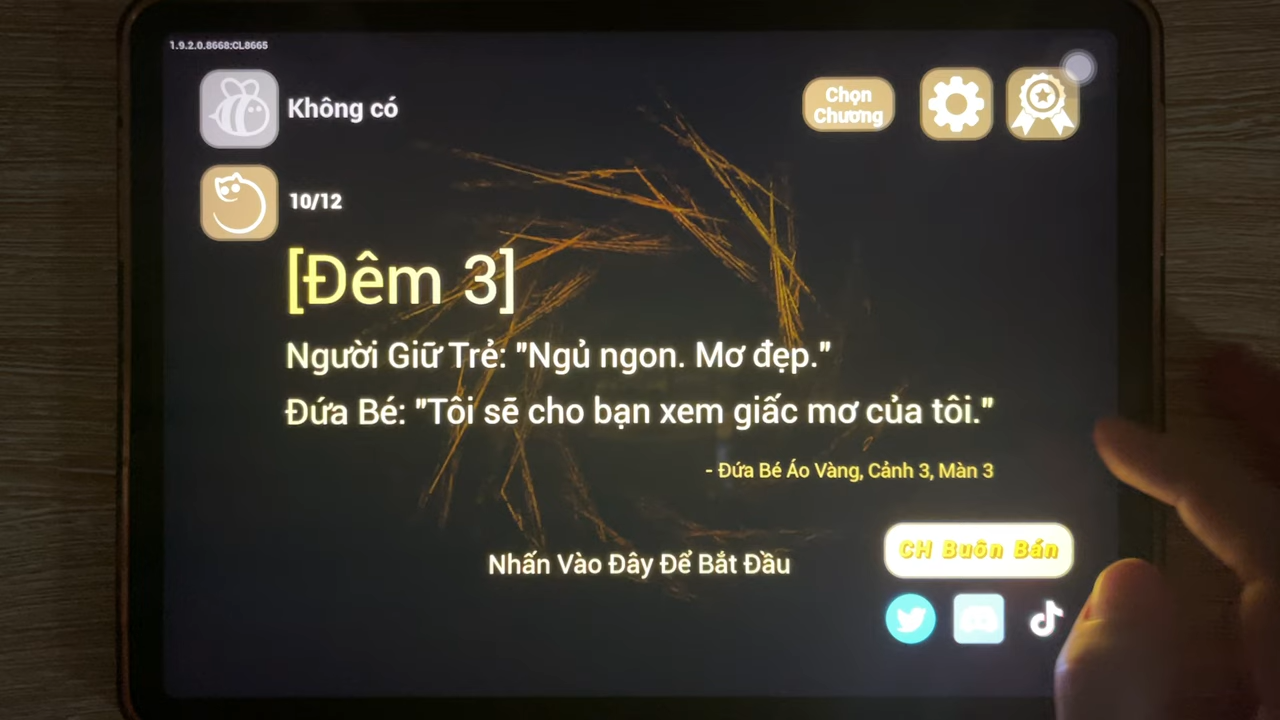 1.9.2.0.8668:CL8665
Không có
Chọn
Chương
10/12
[Đêm 3]
Người Giữ Trẻ: "Ngủ ngon. Mơ đẹp."
Đứa Bé: "Tôi sẽ cho bạn xem giấc mơ của tôi."
- Đứa Bé Áo Vàng, Cảnh 3, Màn 3
CH Buôn Bán
Nhấn Vào Đây Để Bắt Đầu